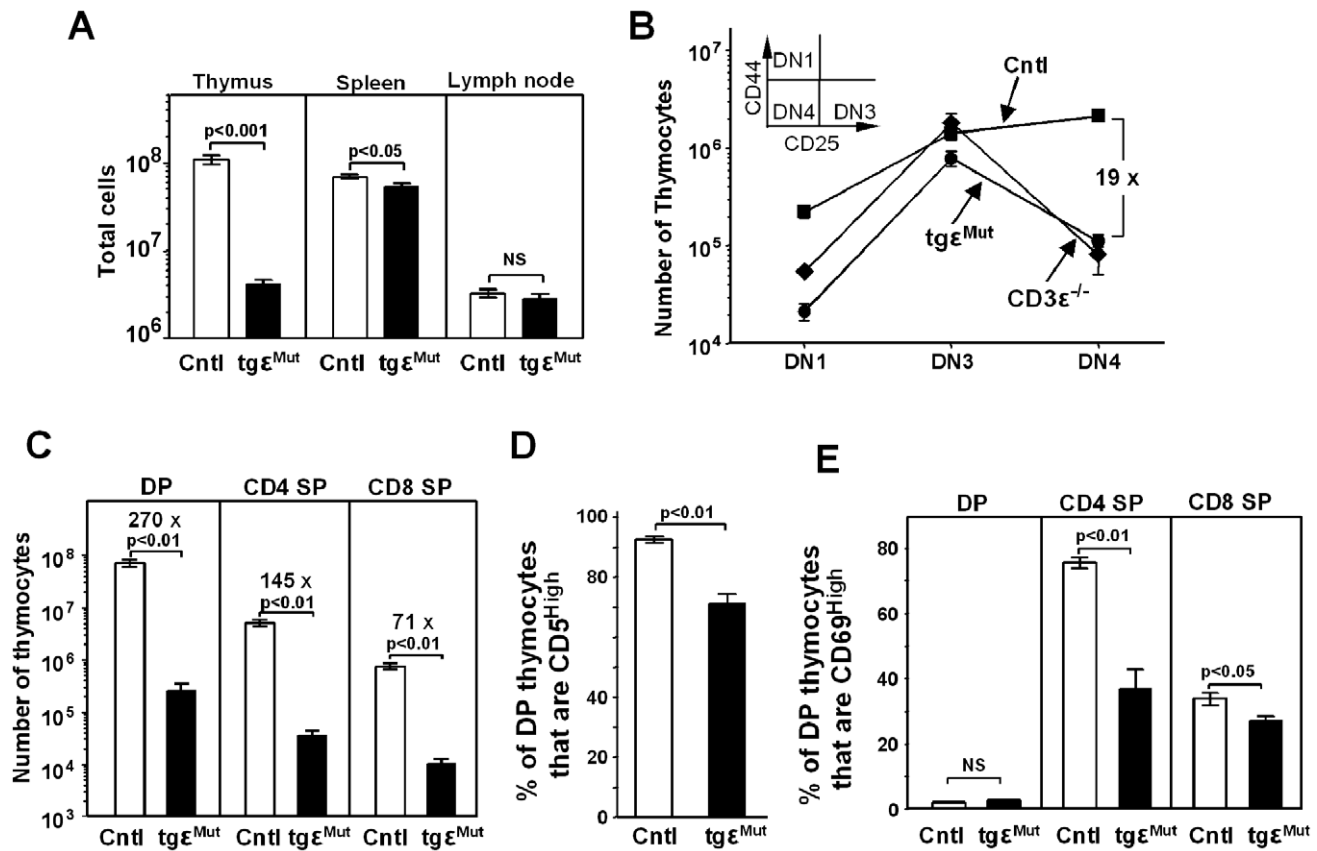 A
Thymus
Spleen
Lymph node
p<0.001
p<0.05
NS
Total cells
10⁸
10⁷
10⁶
Cntl
tgε^Mut
Cntl
tgε^Mut
Cntl
tgε^Mut
B
Number of Thymocytes
10⁷
10⁶
10⁵
10⁴
CD44
DN1
DN4
DN3
CD25
Cntl
19 x
tgε^Mut
CD3ε⁻/⁻
DN1
DN3
DN4
C
DP
CD4 SP
CD8 SP
270 x
p<0.01
145 x
p<0.01
71 x
p<0.01
Number of thymocytes
10⁸
10⁷
10⁶
10⁵
10⁴
10³
Cntl
tgε^Mut
Cntl
tgε^Mut
Cntl
tgε^Mut
D
% of DP thymocytes
that are CD5^High
p<0.01
100
80
60
40
20
0
Cntl
tgε^Mut
E
DP
CD4 SP
CD8 SP
% of DP thymocytes
that are CD69^High
NS
p<0.01
p<0.05
80
60
40
20
0
Cntl
tgε^Mut
Cntl
tgε^Mut
Cntl
tgε^Mut